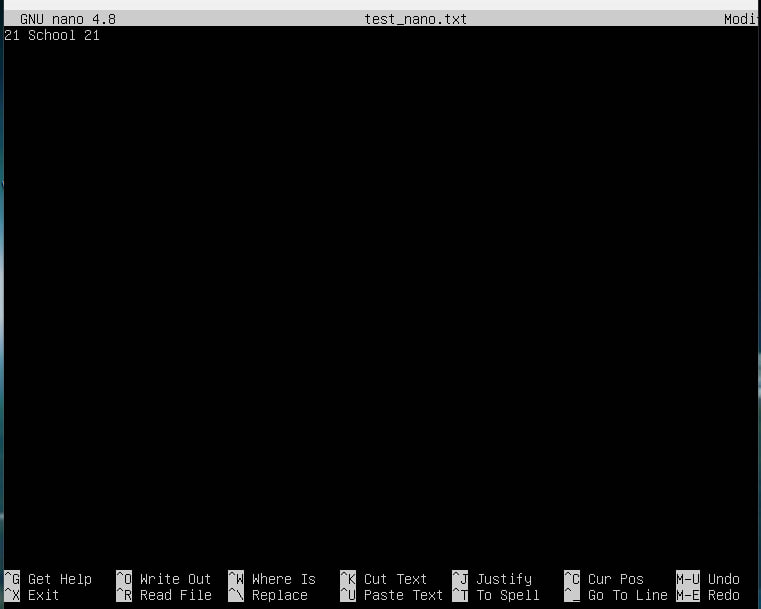 GNU nano 4.8 test_nano.txt Modi
21 School 21
^G Get Help ^O Write Out ^W Where Is ^K Cut Text ^J Justify ^C Cur Pos M-U Undo
^X Exit ^R Read File ^\ Replace ^U Paste Text ^T To Spell ^_ Go To Line M-E Redo